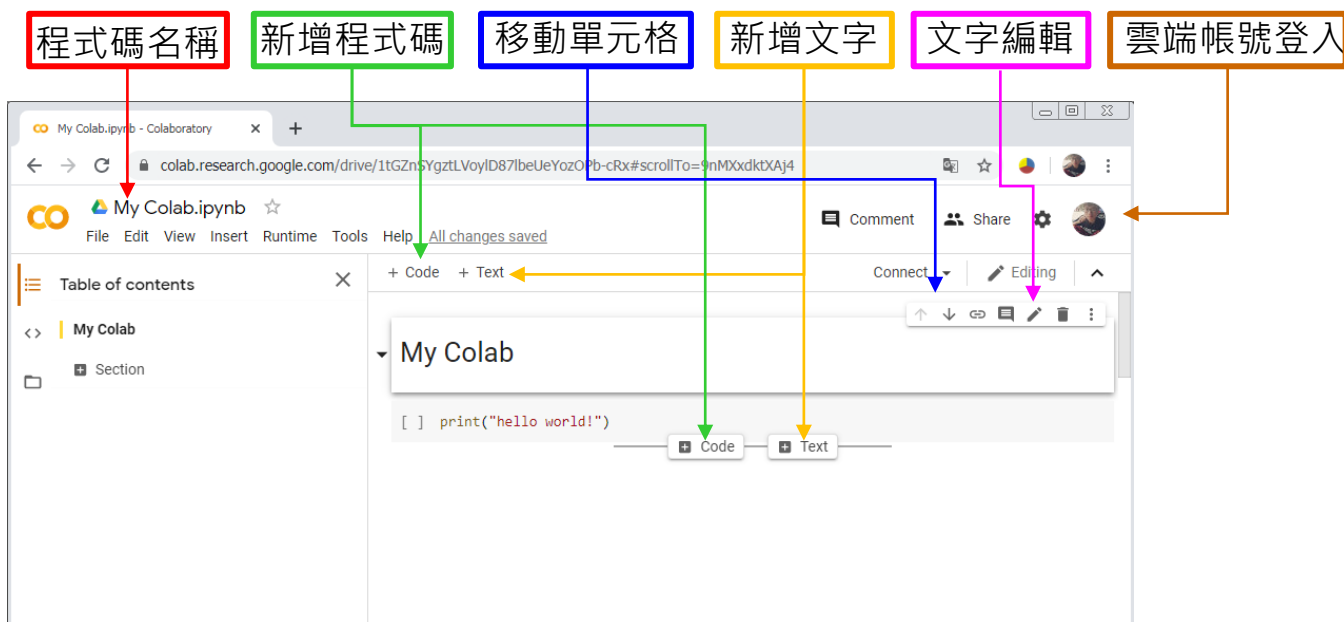 程式碼名稱
新增程式碼
移動單元格
新增文字
文字編輯
雲端帳號登入
My Colab.ipynb - Colaboratory
colab.research.google.com/drive/1tGZnSYgztLVoylD87lbeUeYozOPb-cRx#scrollTo=9nMXxdktXAj4
My Colab.ipynb
Comment
Share
File Edit View Insert Runtime Tools Help All changes saved
Table of contents
+ Code + Text
Connect
Editing
My Colab
Section
My Colab
[ ] print("hello world!")
Code
Text